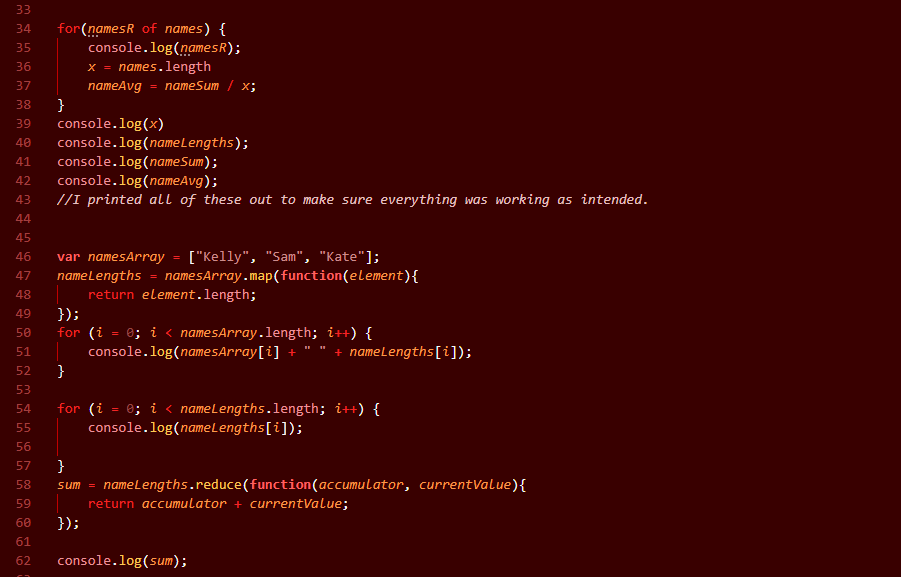 33
34 for(namesR of names) {
35 console.log(namesR);
36 x = names.length
37 nameAvg = nameSum / x;
38 }
39 console.log(x)
40 console.log(nameLengths);
41 console.log(nameSum);
42 console.log(nameAvg);
43 //I printed all of these out to make sure everything was working as intended.
44
45
46 var namesArray = ["Kelly", "Sam", "Kate"];
47 nameLengths = namesArray.map(function(element){
48 return element.length;
49 });
50 for (i = 0; i < namesArray.length; i++) {
51 console.log(namesArray[i] + " " + nameLengths[i]);
52 }
53
54 for (i = 0; i < nameLengths.length; i++) {
55 console.log(nameLengths[i]);
56
57 }
58 sum = nameLengths.reduce(function(accumulator, currentValue){
59 return accumulator + currentValue;
60 });
61
62 console.log(sum);